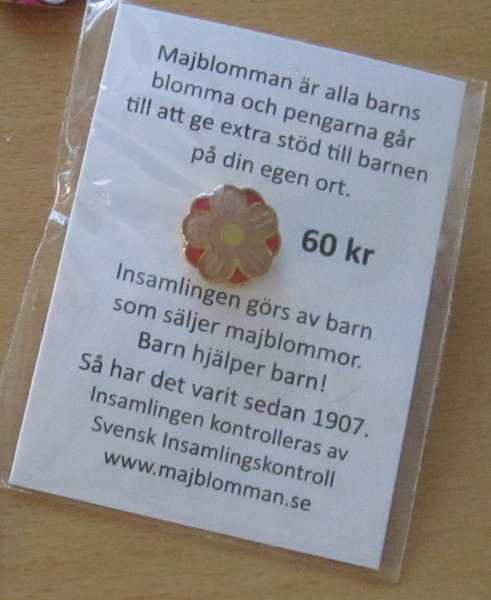 Majblomman är alla barns
blomma och pengarna går
till att ge extra stöd till barnen
på din egen ort.
60 kr
Insamlingen görs av barn
som säljer majblommor.
Barn hjälper barn!
Så har det varit sedan 1907.
Insamlingen kontrolleras av
Svensk Insamlingskontroll
www.majblomman.se